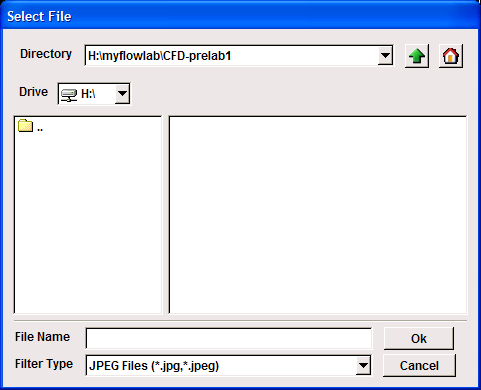 Select File
Directory H:\myflowlab\CFD-prelab1
Drive H:\
..
File Name Ok
Filter Type JPEG Files (*.jpg,*.jpeg) Cancel